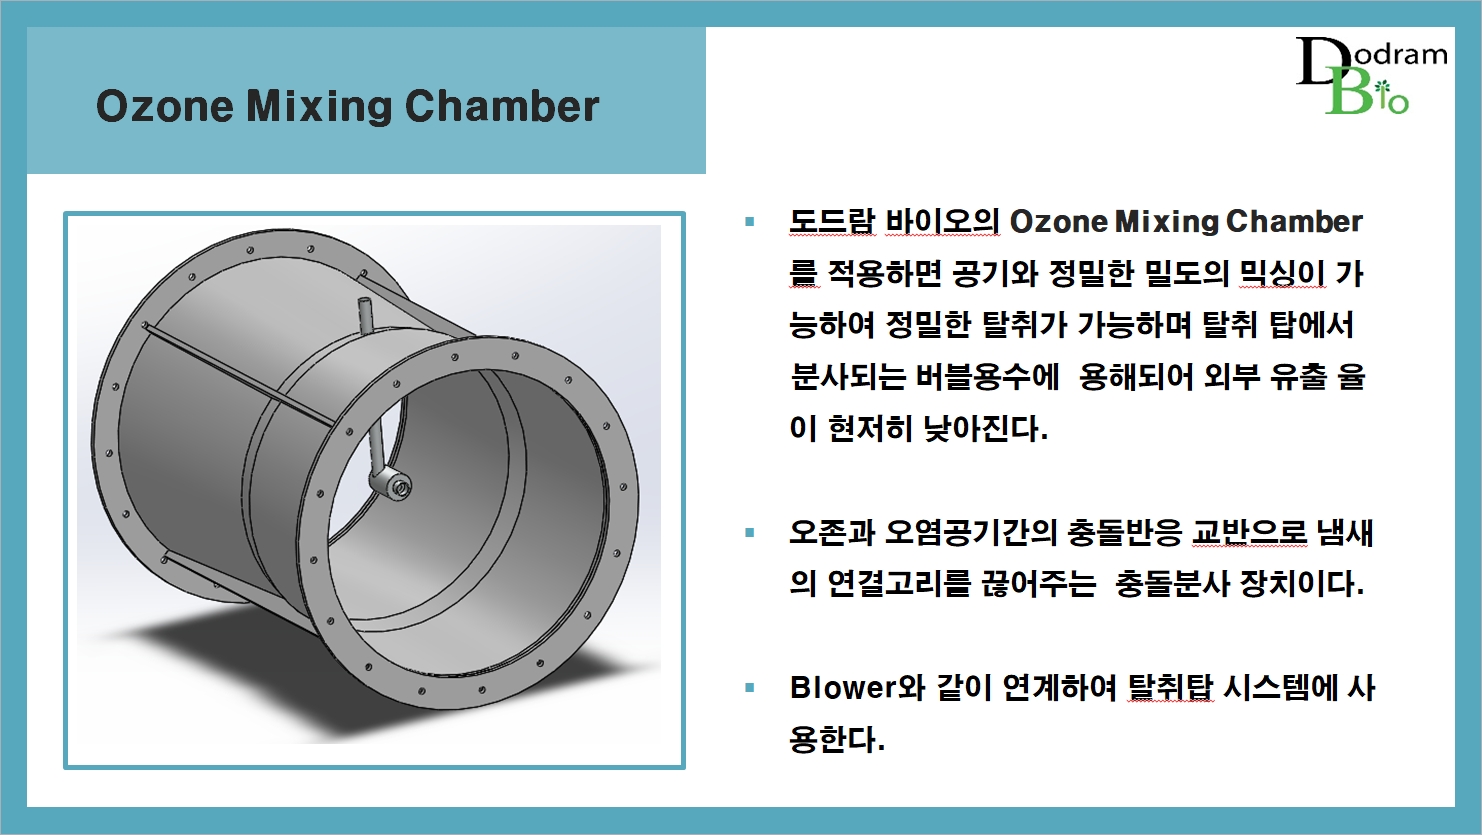 Ozone Mixing Chamber
Dodram
Bio
도드람 바이오의 Ozone Mixing Chamber
를 적용하면 공기와 정밀한 밀도의 믹싱이 가
능하여 정밀한 탈취가 가능하며 탈취 탑에서
분사되는 버블용수에 용해되어 외부 유출 율
이 현저히 낮아진다.
오존과 오염공기간의 충돌반응 교반으로 냄새
의 연결고리를 끊어주는 충돌분사 장치이다.
Blower와 같이 연계하여 탈취탑 시스템에 사
용한다.